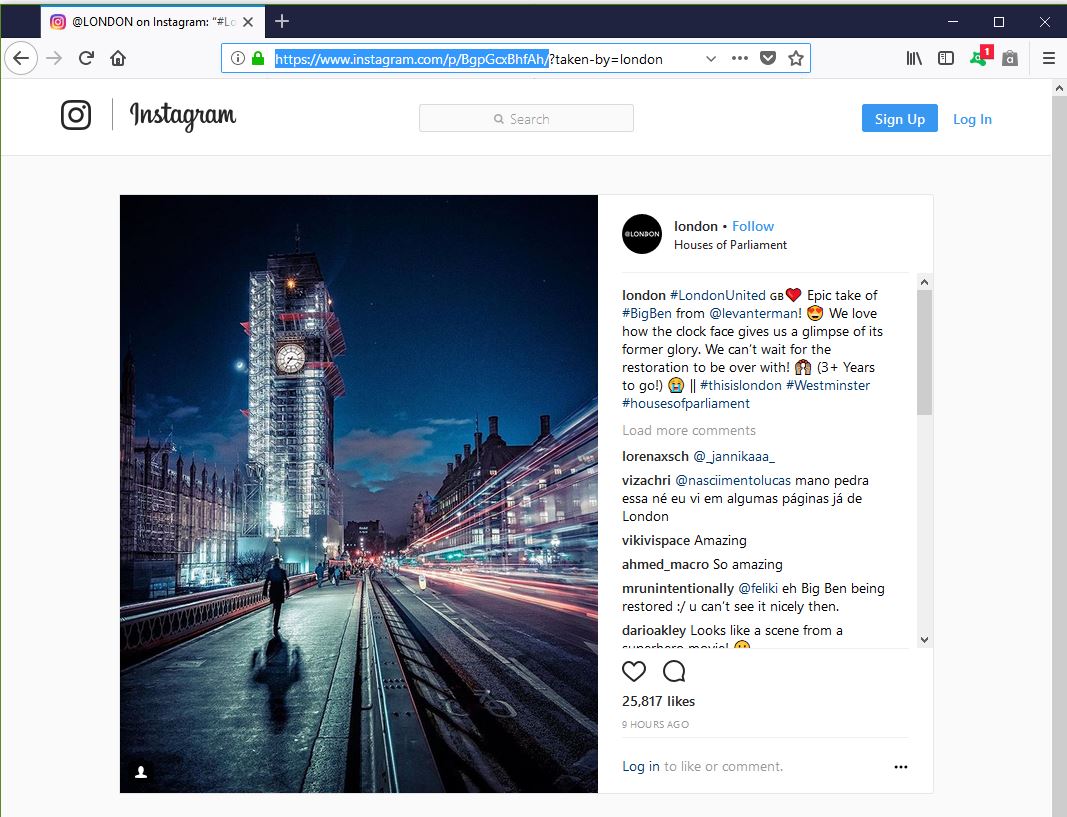 @LONDON on Instagram: "#Lo
https://www.instagram.com/p/BgpGcxBhfAh/?taken-by=london
1
a
Instagram
Search
Sign Up
Log In
@LONDON
london • Follow
Houses of Parliament
london #LondonUnited GB❤️ Epic take of
#BigBen from @levanterman! 😍 We love
how the clock face gives us a glimpse of its
former glory. We can't wait for the
restoration to be over with! 🙈 (3+ Years
to go!) 😭 || #thisislondon #Westminster
#housesofparliament
Load more comments
lorenaxsch @_jannikaaa_
vizachri @nasciimentolucas mano pedra
essa né eu vi em algumas páginas já de
London
vikivispace Amazing
ahmed_macro So amazing
mrunintentionally @feliki eh Big Ben being
restored :/ u can't see it nicely then.
darioakley Looks like a scene from a
superhero movie!
25,817 likes
9 HOURS AGO
Log in to like or comment.